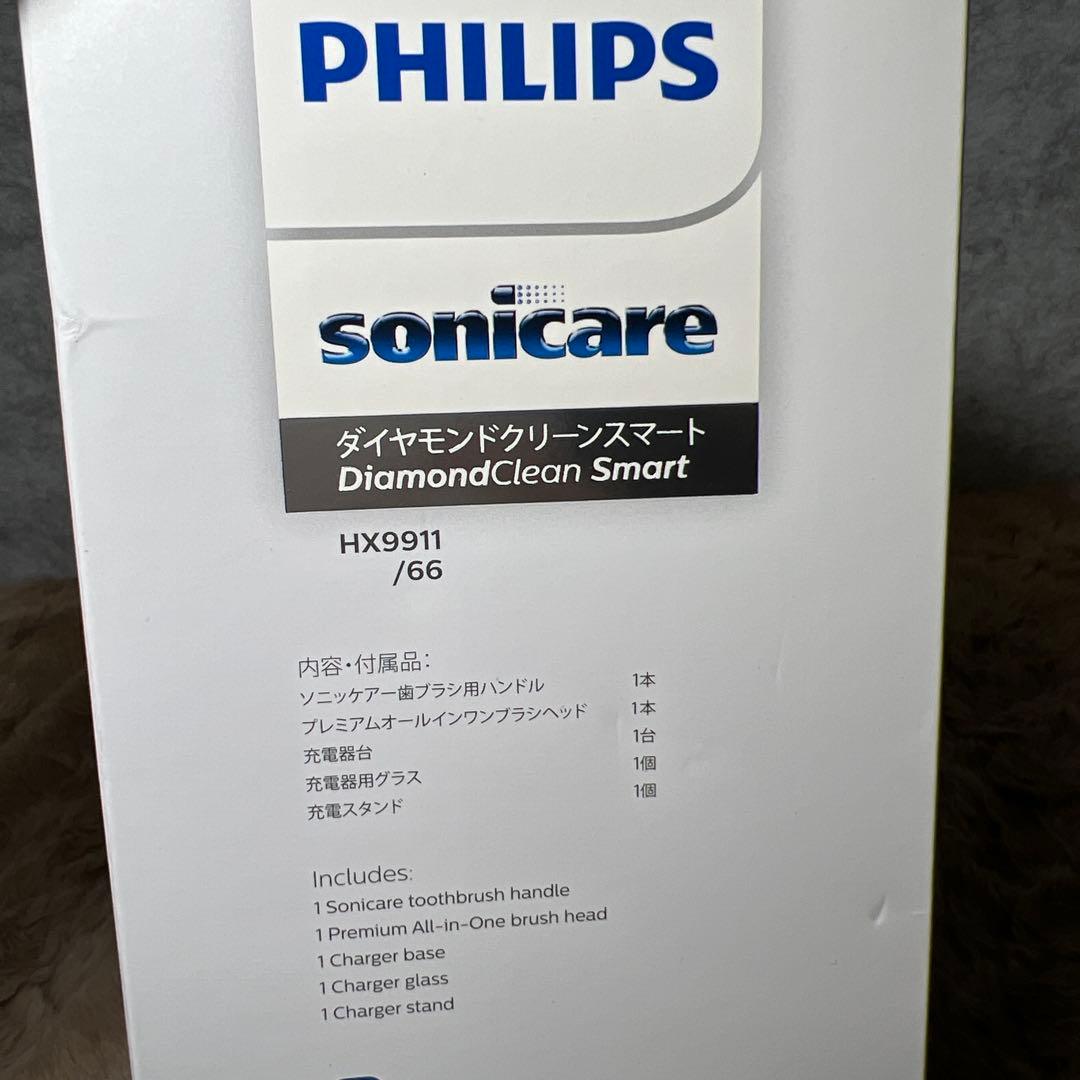 PHILIPS
sonicare
ダイヤモンドクリーンスマート
DiamondClean Smart
HX9911
/66
内容・付属品：
ソニッケアー歯ブラシ用ハンドル 1本
プレミアムオールインワンブラシヘッド 1本
充電器台 1台
充電器用グラス 1個
充電スタンド 1個
Includes:
1 Sonicare toothbrush handle
1 Premium All-in-One brush head
1 Charger base
1 Charger glass
1 Charger stand